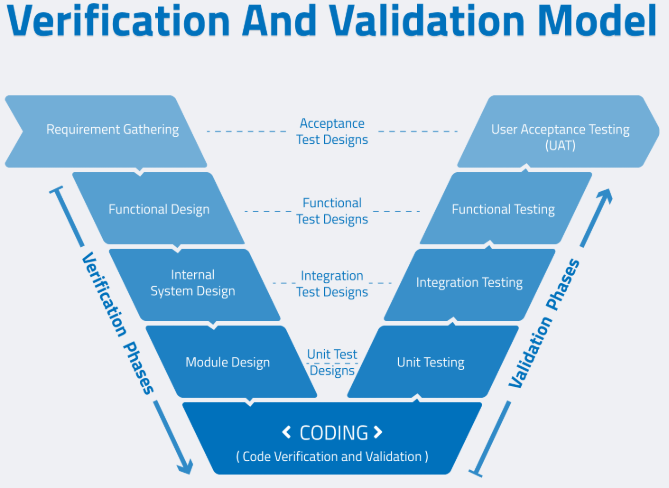 Verification And Validation Model
Requirement Gathering
Acceptance
Test Designs
User Acceptance Testing
(UAT)
Functional Design
Functional
Test Designs
Functional Testing
Internal
System Design
Integration
Test Designs
Integration Testing
Module Design
Unit Test
Designs
Unit Testing
Verification Phases
Validation Phases
< CODING >
( Code Verification and Validation )